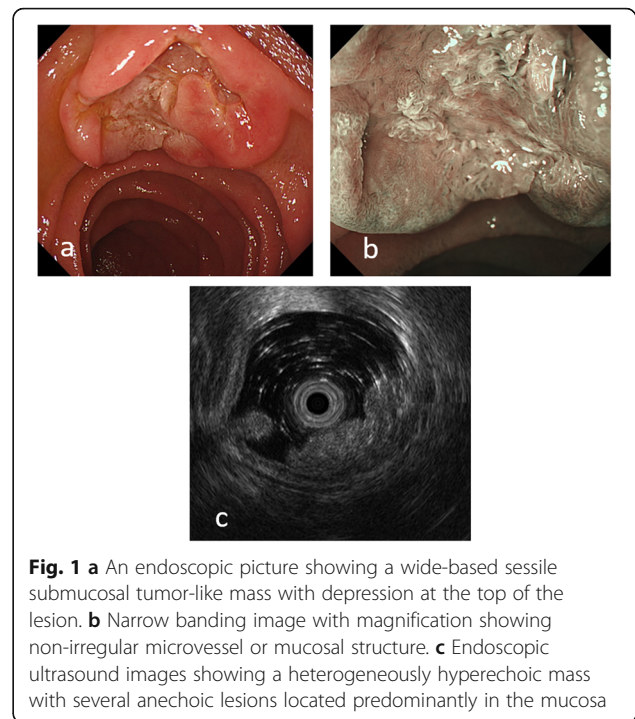 a
b
c
Fig. 1 a An endoscopic picture showing a wide-based sessile
submucosal tumor-like mass with depression at the top of the
lesion. b Narrow banding image with magnification showing
non-irregular microvessel or mucosal structure. c Endoscopic
ultrasound images showing a heterogeneously hyperechoic mass
with several anechoic lesions located predominantly in the mucosa